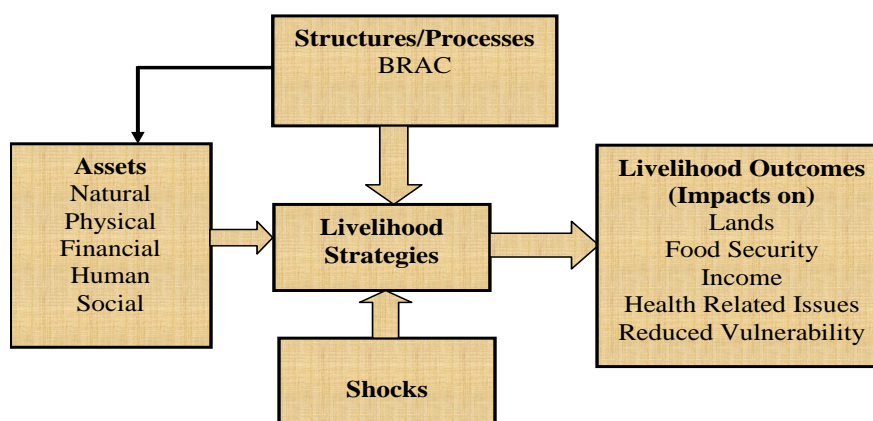 Structures/Processes
BRAC
Assets
Natural
Physical
Financial
Human
Social
Livelihood
Strategies
Livelihood Outcomes
(Impacts on)
Lands
Food Security
Income
Health Related Issues
Reduced Vulnerability
Shocks